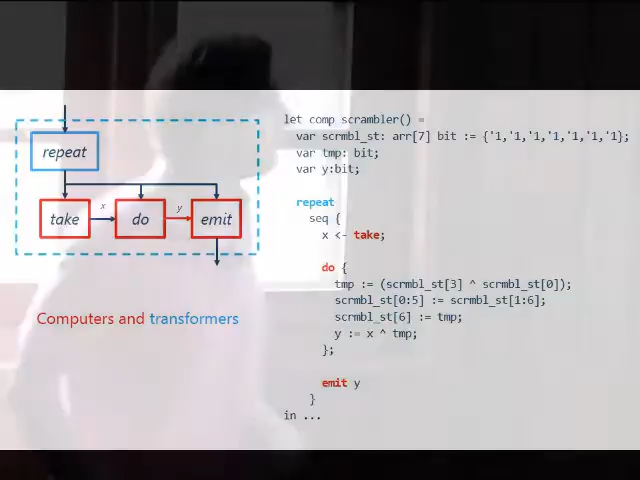 repeat
x
y
take
do
emit
Computers and transformers
let comp scrambler() =
var scrmbl_st: arr[7] bit := {'1,'1,'1,'1,'1,'1,'1};
var tmp: bit;
var y:bit;
repeat
seq {
x <- take;
do {
tmp := (scrmbl_st[3] ^ scrmbl_st[0]);
scrmbl_st[0:5] := scrmbl_st[1:6];
scrmbl_st[6] := tmp;
y := x ^ tmp;
};
emit y
}
in ...